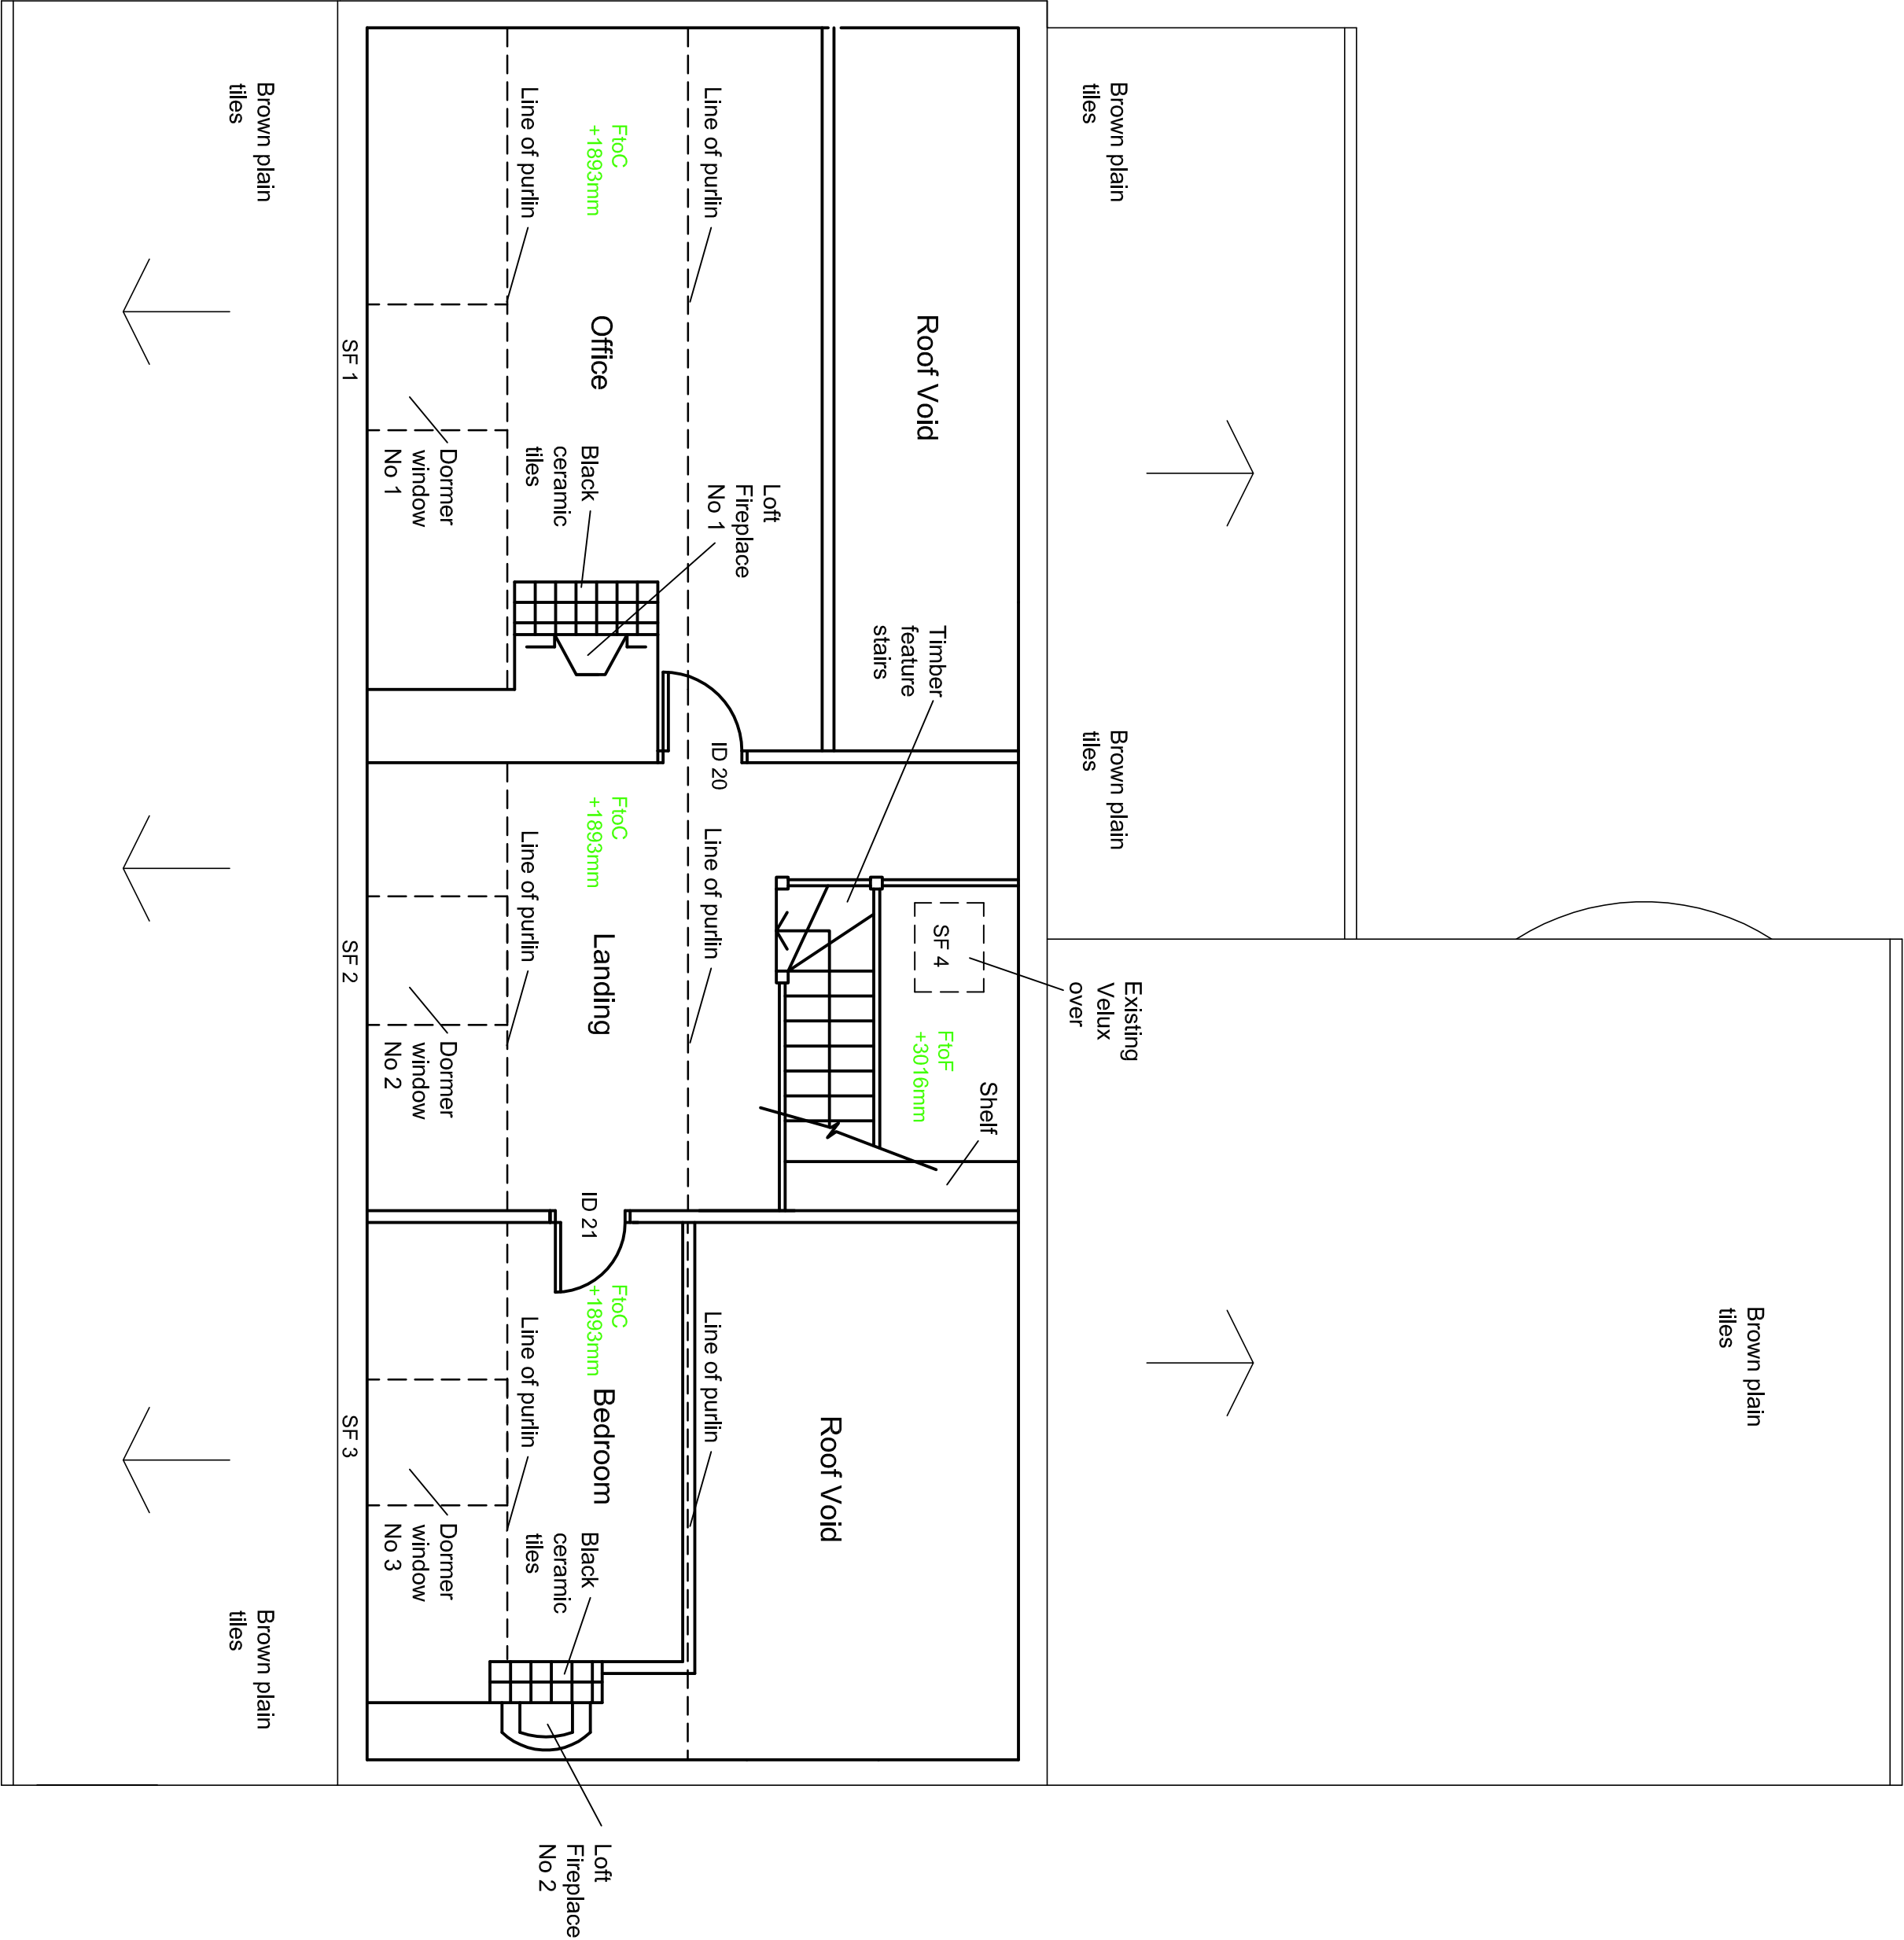 Brown plain
tiles
Brown plain
tiles
Brown plain
tiles
Existing
Velux
over
Timber
feature
stairs
Roof Void
SF 4
FtoF
+3016mm
Shelf
Roof Void
Loft
Fireplace
No 1
Line of purlin
ID 20
Line of purlin
Line of purlin
FtoC
+1893mm
Office
Black
ceramic
tiles
FtoC
+1893mm
Landing
ID 21
FtoC
+1893mm
Bedroom
Black
ceramic
tiles
Loft
Fireplace
No 2
Line of purlin
Line of purlin
Line of purlin
Dormer
window
No 1
Dormer
window
No 2
Dormer
window
No 3
SF 1
SF 2
SF 3
Brown plain
tiles
Brown plain
tiles